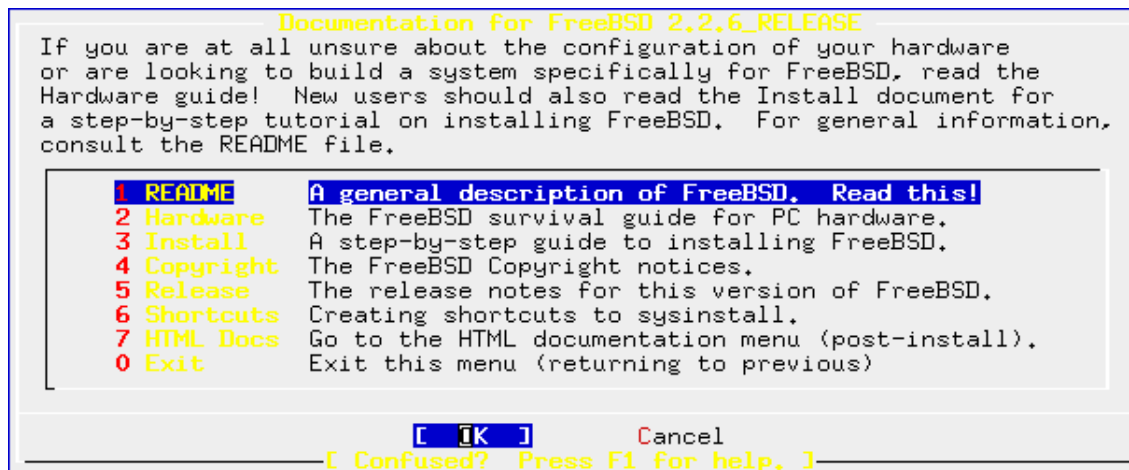 Documentation for FreeBSD 2.2.6_RELEASE
If you are at all unsure about the configuration of your hardware
or are looking to build a system specifically for FreeBSD, read the
Hardware guide!  New users should also read the Install document for
a step-by-step tutorial on installing FreeBSD.  For general information,
consult the README file.
1 README A general description of FreeBSD.  Read this!
2 Hardware The FreeBSD survival guide for PC hardware.
3 Install A step-by-step guide to installing FreeBSD.
4 Copyright The FreeBSD Copyright notices.
5 Release The release notes for this version of FreeBSD.
6 Shortcuts Creating shortcuts to sysinstall.
7 HTML Docs Go to the HTML documentation menu (post-install).
0 Exit Exit this menu (returning to previous)
[ OK ] Cancel
[ Confused?  Press F1 for help. ]